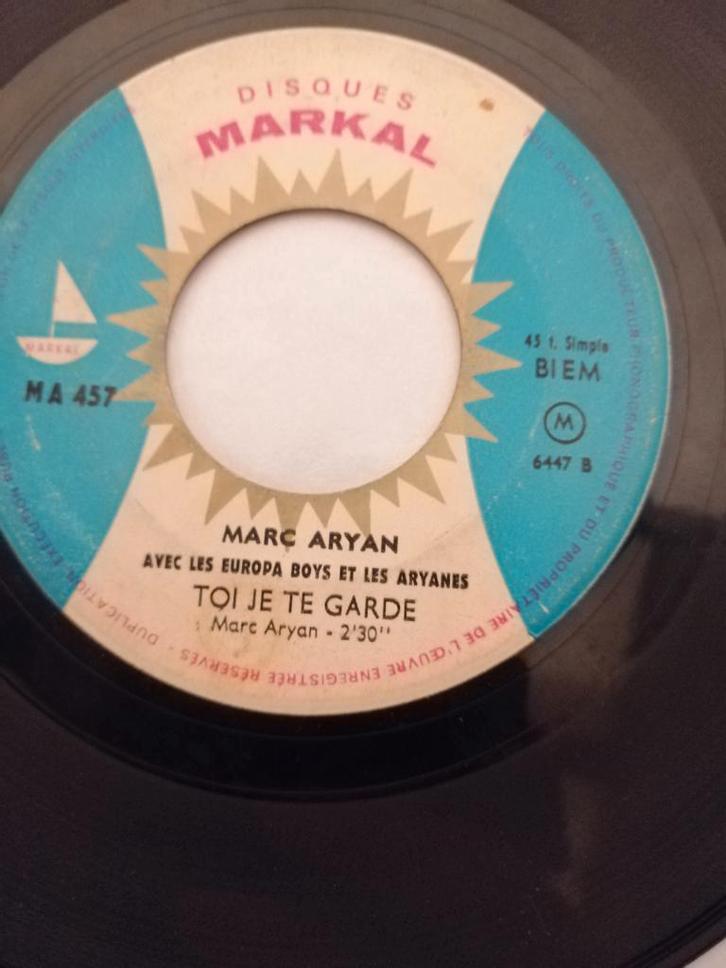 DISQUES
MARKAL
MARKAL
MA 457
45 t. Simple
BIEM
M
6447 B
MARC ARYAN
AVEC LES EUROPA BOYS ET LES ARYANES
TOI JE TE GARDE
Marc Aryan - 2'30''
TOUS DROITS DU PRODUCTEUR PHONOGRAPHIQUE ET DU PROPRIETAIRE DE L'ŒUVRE ENREGISTRÉE RÉSERVÉS - DUPLICATION, EXÉCUTION